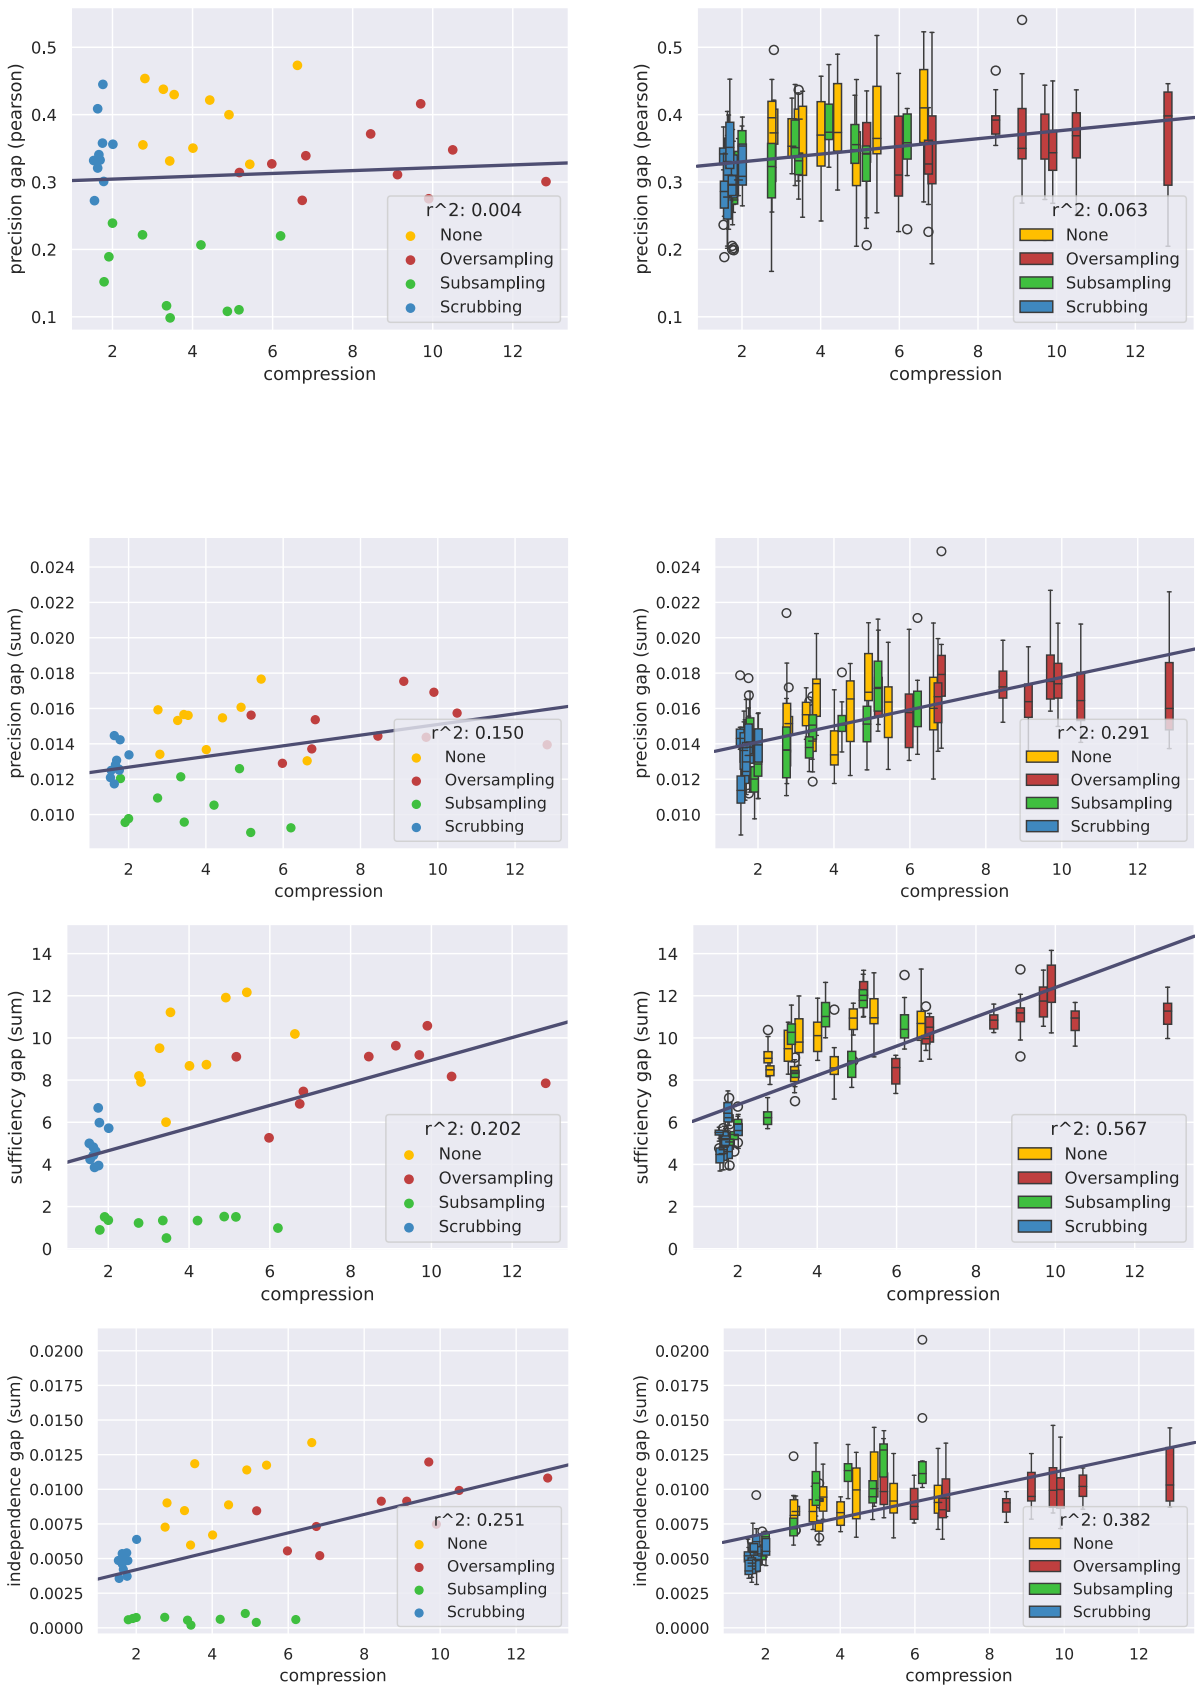 0.5
0.4
0.3
0.2
0.1
precision gap (pearson)
r^2: 0.004
None
Oversampling
Subsampling
Scrubbing
2 4 6 8 10 12
compression
0.5
0.4
0.3
0.2
0.1
precision gap (pearson)
r^2: 0.063
None
Oversampling
Subsampling
Scrubbing
2 4 6 8 10 12
compression
0.024
0.022
0.020
0.018
0.016
0.014
0.012
0.010
precision gap (sum)
r^2: 0.150
None
Oversampling
Subsampling
Scrubbing
2 4 6 8 10 12
compression
0.024
0.022
0.020
0.018
0.016
0.014
0.012
0.010
precision gap (sum)
r^2: 0.291
None
Oversampling
Subsampling
Scrubbing
2 4 6 8 10 12
compression
14
12
10
8
6
4
2
0
sufficiency gap (sum)
r^2: 0.202
None
Oversampling
Subsampling
Scrubbing
2 4 6 8 10 12
compression
14
12
10
8
6
4
2
0
sufficiency gap (sum)
r^2: 0.567
None
Oversampling
Subsampling
Scrubbing
2 4 6 8 10 12
compression
0.0200
0.0175
0.0150
0.0125
0.0100
0.0075
0.0050
0.0025
0.0000
independence gap (sum)
r^2: 0.251
None
Oversampling
Subsampling
Scrubbing
2 4 6 8 10 12
compression
0.0200
0.0175
0.0150
0.0125
0.0100
0.0075
0.0050
0.0025
0.0000
independence gap (sum)
r^2: 0.382
None
Oversampling
Subsampling
Scrubbing
2 4 6 8 10 12
compression